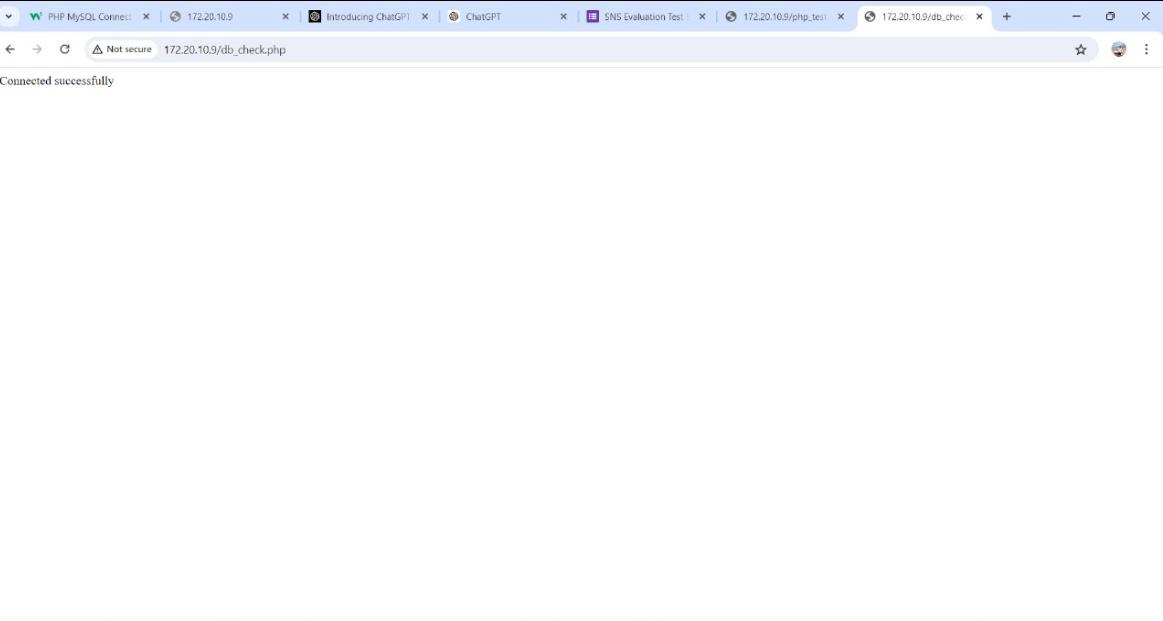 PHP MySQL Connect
172.20.10.9
Introducing ChatGPT
ChatGPT
SNS Evaluation Test
172.20.10.9/php_test
172.20.10.9/db_chec
Not secure
172.20.10.9/db_check.php
Connected successfully